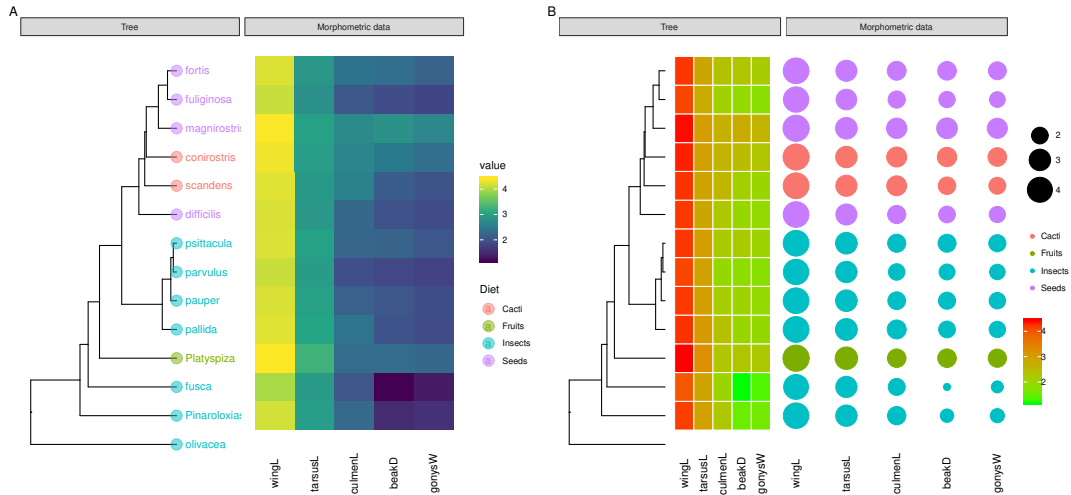 A
Tree
Morphometric data
fortis
fuliginosa
magnirostris
conirostris
scandens
difficilis
psittacula
parvulus
pauper
pallida
Platyspiza
fusca
Pinaroloxias
olivacea
wingL
tarsusL
culmenL
beakD
gonysW
value
4
3
2
Diet
a Cacti
a Fruits
a Insects
a Seeds
B
Tree
Morphometric data
wingL
tarsusL
culmenL
beakD
gonysW
wingL
tarsusL
culmenL
beakD
gonysW
2
3
4
Cacti
Fruits
Insects
Seeds
4
3
2